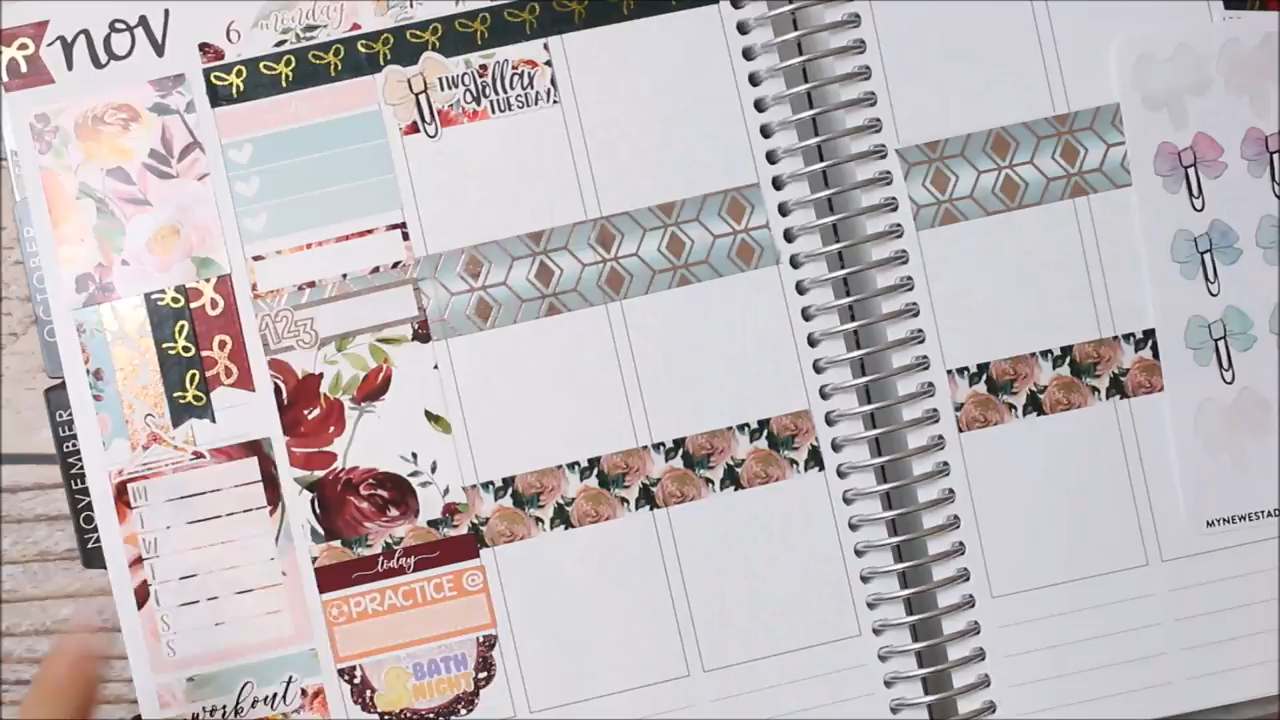 nov
6
monday
TWO
dollar
TUESDAY
OCTOBER
NOVEMBER
123
M
T
W
T
F
S
S
today
PRACTICE @
BATH
NIGHT
workout
MYNEWESTAD